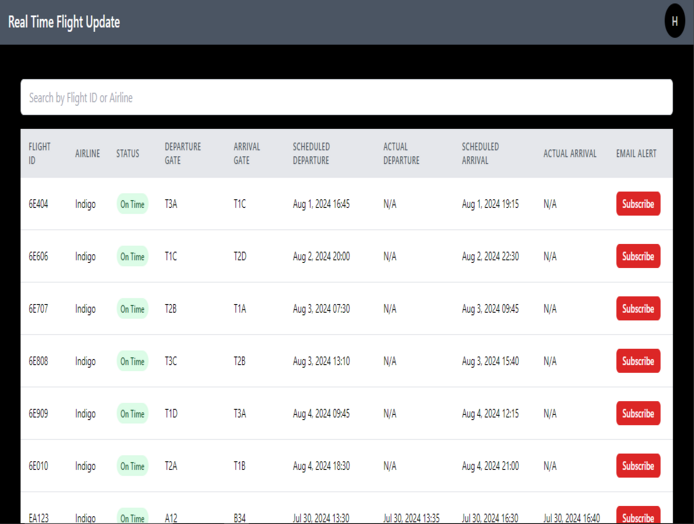 Real Time Flight Update
H
Search by Flight ID or Airline
FLIGHT ID AIRLINE STATUS DEPARTURE GATE ARRIVAL GATE SCHEDULED DEPARTURE ACTUAL DEPARTURE SCHEDULED ARRIVAL ACTUAL ARRIVAL EMAIL ALERT
6E404 Indigo On Time T3A T1C Aug 1, 2024 16:45 N/A Aug 1, 2024 19:15 N/A Subscribe
6E606 Indigo On Time T1C T2D Aug 2, 2024 20:00 N/A Aug 2, 2024 22:30 N/A Subscribe
6E707 Indigo On Time T2B T1A Aug 3, 2024 07:30 N/A Aug 3, 2024 09:45 N/A Subscribe
6E808 Indigo On Time T3C T2B Aug 3, 2024 13:10 N/A Aug 3, 2024 15:40 N/A Subscribe
6E909 Indigo On Time T1D T3A Aug 4, 2024 09:45 N/A Aug 4, 2024 12:15 N/A Subscribe
6E010 Indigo On Time T2A T1B Aug 4, 2024 18:30 N/A Aug 4, 2024 21:00 N/A Subscribe
EA123 Indigo On Time A12 B34 Jul 30, 2024 13:30 Jul 30, 2024 13:35 Jul 30, 2024 16:30 Jul 30, 2024 16:40 Subscribe